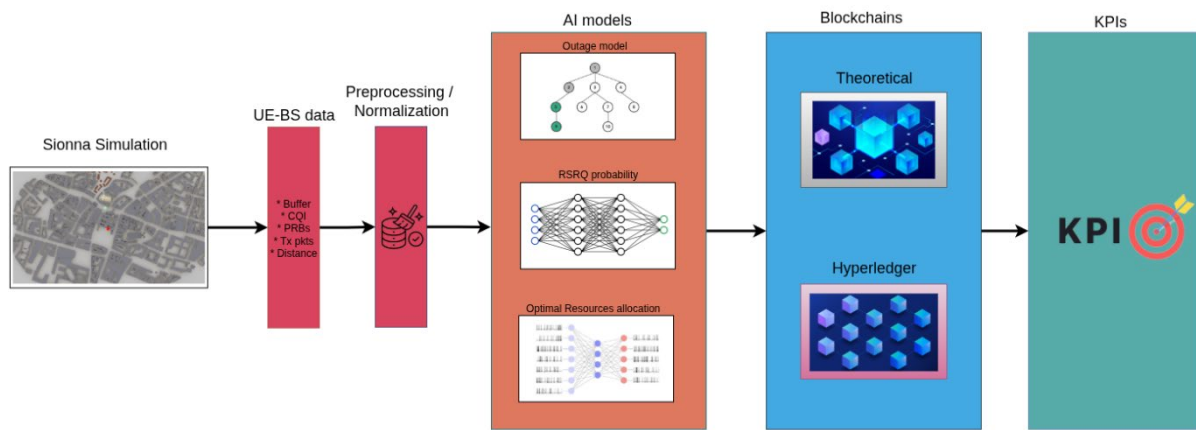 Sionna Simulation
UE-BS data
* Buffer
* CQI
* PRBs
* Tx pkts
* Distance
Preprocessing /
Normalization
AI models
Outage model
RSRQ probability
Optimal Resources allocation
Blockchains
Theoretical
Hyperledger
KPIs
KPI